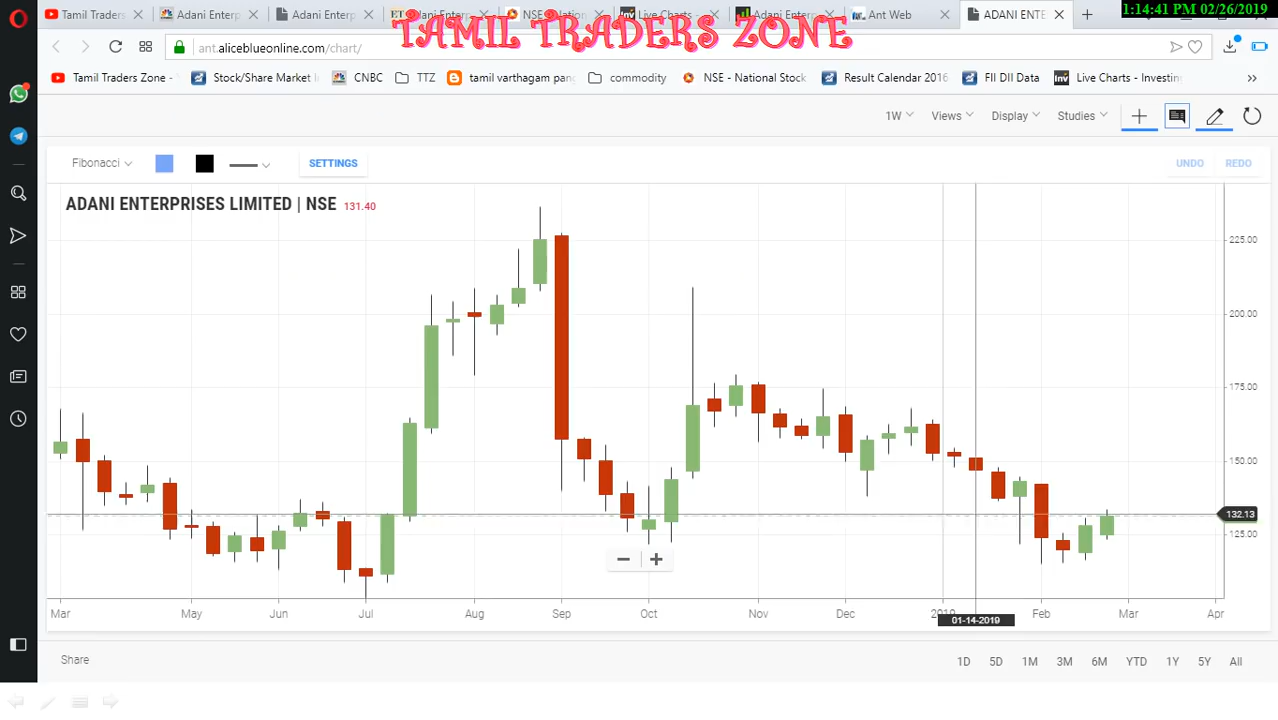 1:14:41 PM 02/26/2019
TAMIL TRADERS ZONE
Tamil Traders
Adani Enterp
Adani Enterp
ET
Live Charts -
Ant Web
ADANI ENTE
ant.aliceblueonline.com/chart/
Tamil Traders Zone -
Stock/Share Market
CNBC
TTZ
tamil varthagam pan
commodity
NSE - National Stock
Result Calendar 2016
FII DII Data
Inv
Live Charts - Investin
1W
Views
Display
Studies
Fibonacci
SETTINGS
UNDO
REDO
ADANI ENTERPRISES LIMITED | NSE 131.40
225.00
200.00
175.00
150.00
132.13
125.00
Mar May Jun Jul Aug Sep Oct Nov Dec 2019 Feb Mar Apr
01-14-2019
Share
1D 5D 1M 3M 6M YTD 1Y 5Y All